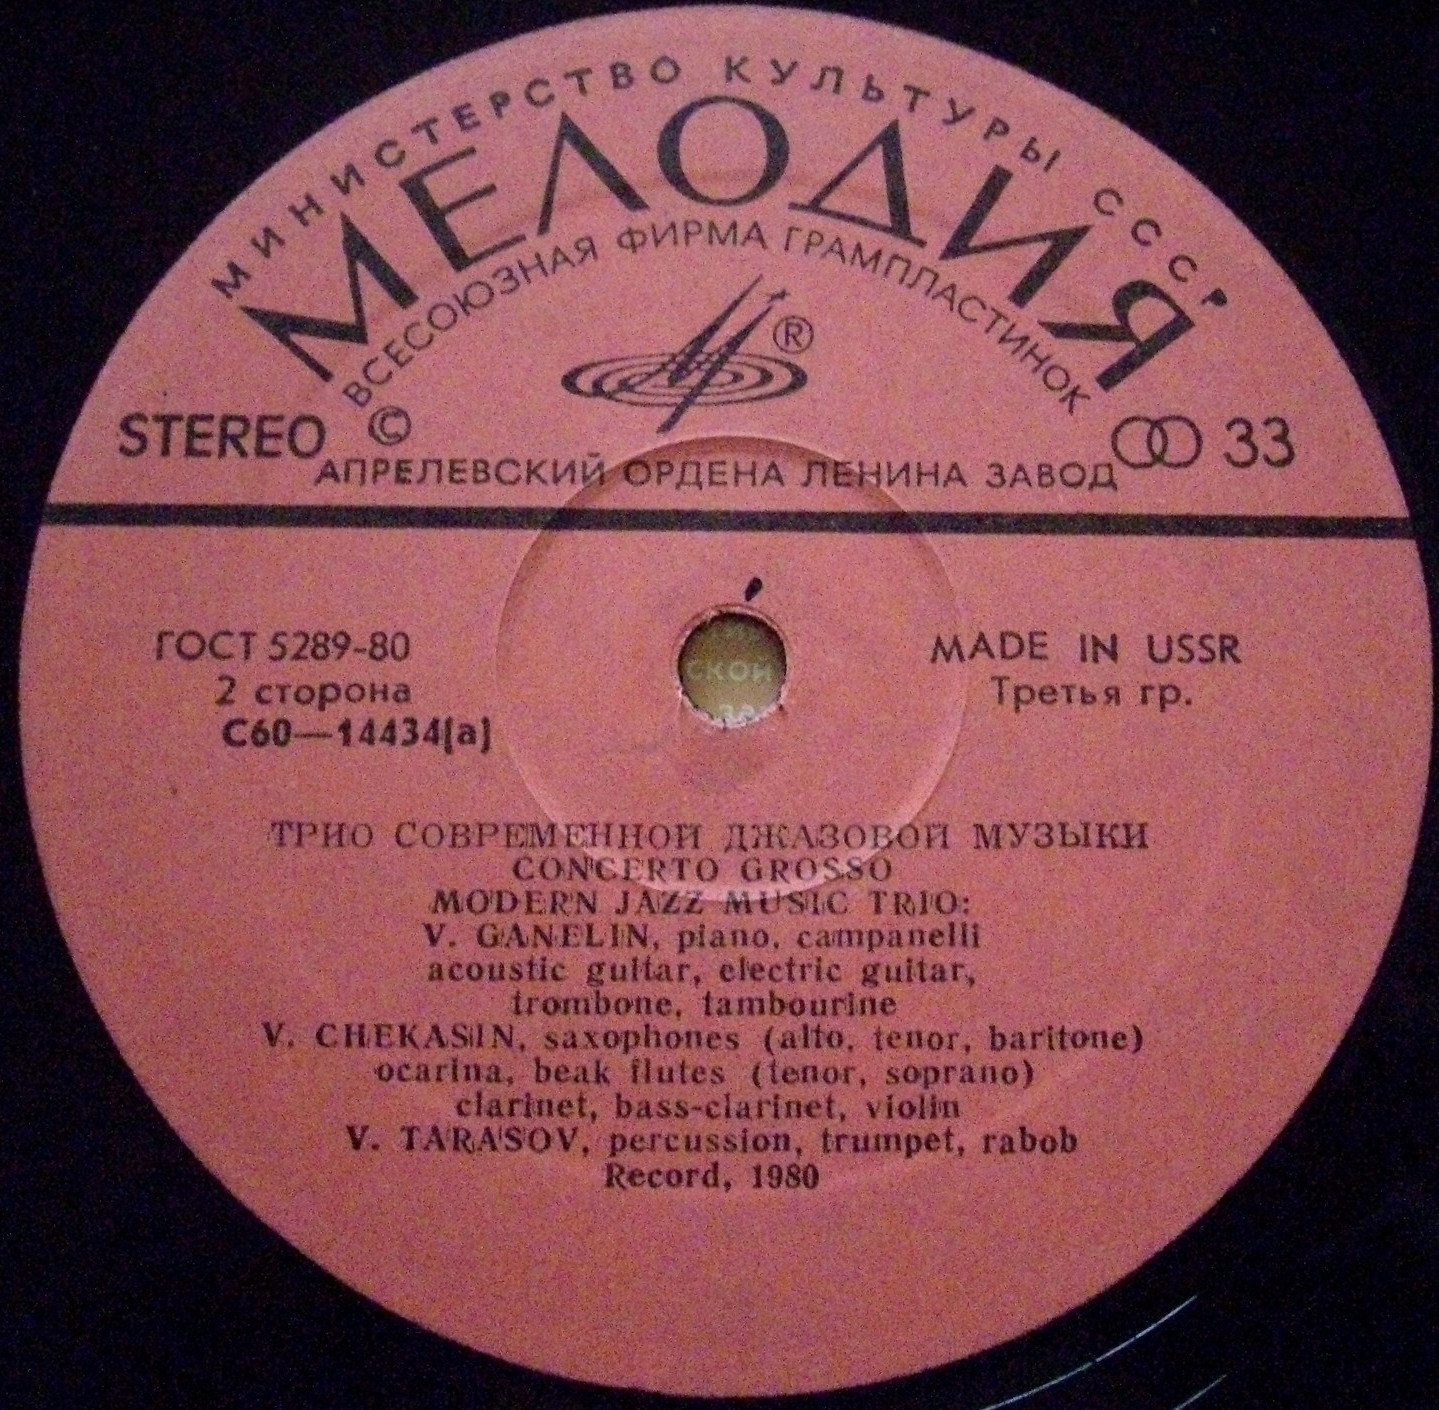 МИНИСТЕРСТВО КУЛЬТУРЫ СССР
МЕЛОДИЯ
ВСЕСОЮЗНАЯ ФИРМА ГРАМПЛАСТИНОК
®
STEREO © 33
АПРЕЛЕВСКИЙ ОРДЕНА ЛЕНИНА ЗАВОД
ГОСТ 5289-80
2 сторона
С60—14434(а)
MADE IN USSR
Третья гр.
СКОЙ
ТРИО СОВРЕМЕННОЙ ДЖАЗОВОЙ МУЗЫКИ
CONCERTO GROSSO
MODERN JAZZ MUSIC TRIO:
V. GANELIN, piano, campanelli
acoustic guitar, electric guitar,
trombone, tambourine
V. CHEKASIN, saxophones (alto, tenor, baritone)
ocarina, beak flutes (tenor, soprano)
clarinet, bass-clarinet, violin
V. TARASOV, percussion, trumpet, rabob
Record, 1980